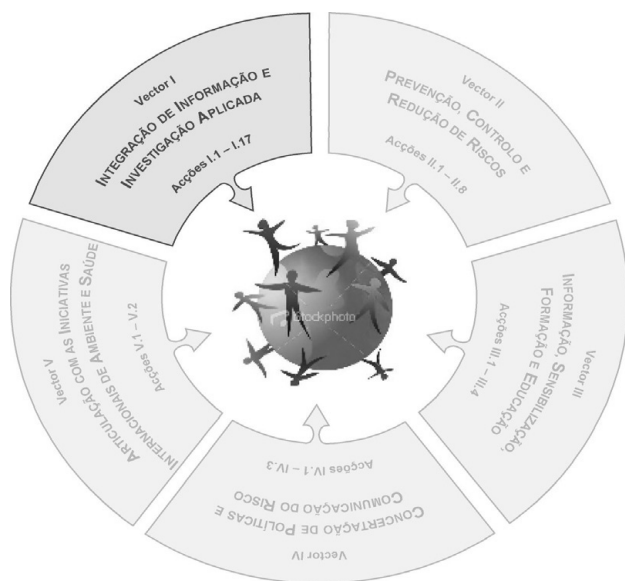 Vector I
INTEGRAÇÃO DE INFORMAÇÃO E
INVESTIGAÇÃO APLICADA
Acções I.1 – I.17
Vector II
PREVENÇÃO, CONTROLO E
REDUÇÃO DE RISCOS
Acções II.1 – II.8
Vector III
INFORMAÇÃO, SENSIBILIZAÇÃO,
FORMAÇÃO E EDUCAÇÃO
Acções III.1 – III.4
Vector IV
CONCERTAÇÃO DE POLÍTICAS E
COMUNICAÇÃO DO RISCO
Acções IV.1 – IV.3
Vector V
ARTICULAÇÃO COM AS INICIATIVAS
INTERNACIONAIS DE AMBIENTE E SAÚDE
Acções V.1 – V.2
iStockphoto